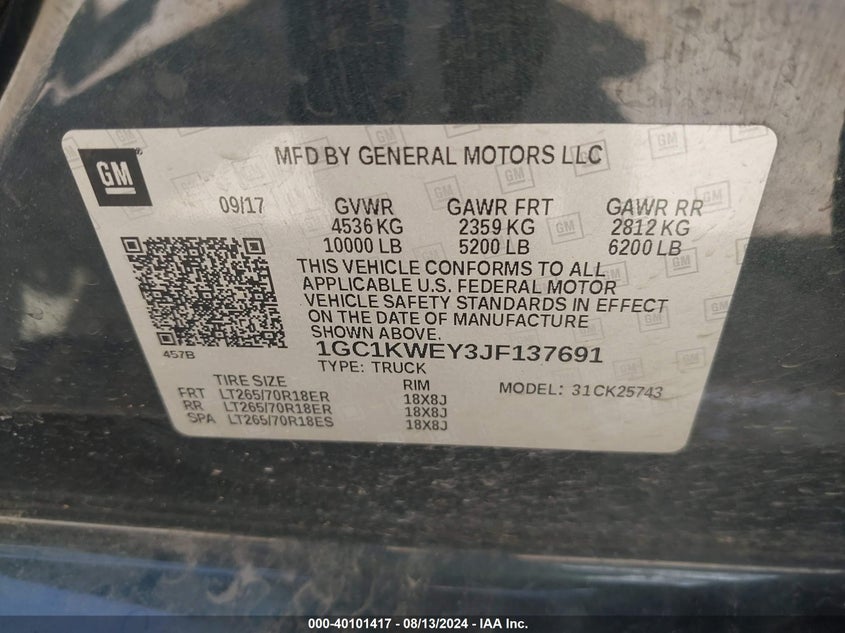 GM
MFD BY GENERAL MOTORS LLC
09/17 GVWR GAWR FRT GAWR RR
4536 KG 2359 KG 2812 KG
10000 LB 5200 LB 6200 LB
THIS VEHICLE CONFORMS TO ALL
APPLICABLE U.S. FEDERAL MOTOR
VEHICLE SAFETY STANDARDS IN EFFECT
ON THE DATE OF MANUFACTURE
SHOWN ABOVE.
457B
1GC1KWEY3JF137691
TYPE: TRUCK
MODEL: 31CK25743
TIRE SIZE RIM
FRT LT265/70R18ER 18X8J
RR LT265/70R18ER 18X8J
SPA LT265/70R18ES 18X8J
000-40101417 - 08/13/2024 - IAA Inc.